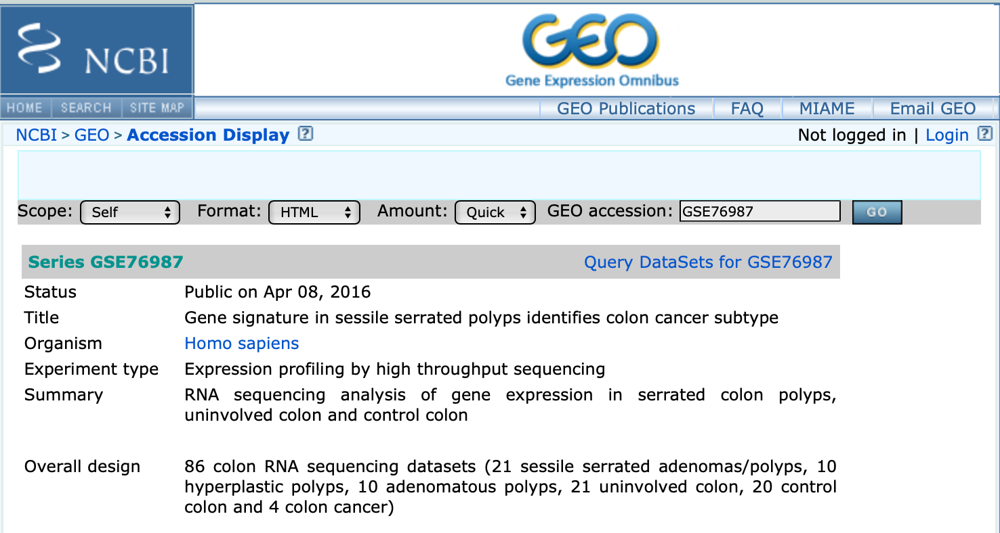 NCBI
GEO
Gene Expression Omnibus
HOME SEARCH SITE MAP GEO Publications FAQ MIAME Email GEO
NCBI > GEO > Accession Display ? Not logged in | Login ?
Scope: Self Format: HTML Amount: Quick GEO accession: GSE76987 GO
Series GSE76987 Query DataSets for GSE76987
Status Public on Apr 08, 2016
Title Gene signature in sessile serrated polyps identifies colon cancer subtype
Organism Homo sapiens
Experiment type Expression profiling by high throughput sequencing
Summary RNA sequencing analysis of gene expression in serrated colon polyps,
uninvolved colon and control colon
Overall design 86 colon RNA sequencing datasets (21 sessile serrated adenomas/polyps, 10
hyperplastic polyps, 10 adenomatous polyps, 21 uninvolved colon, 20 control
colon and 4 colon cancer)